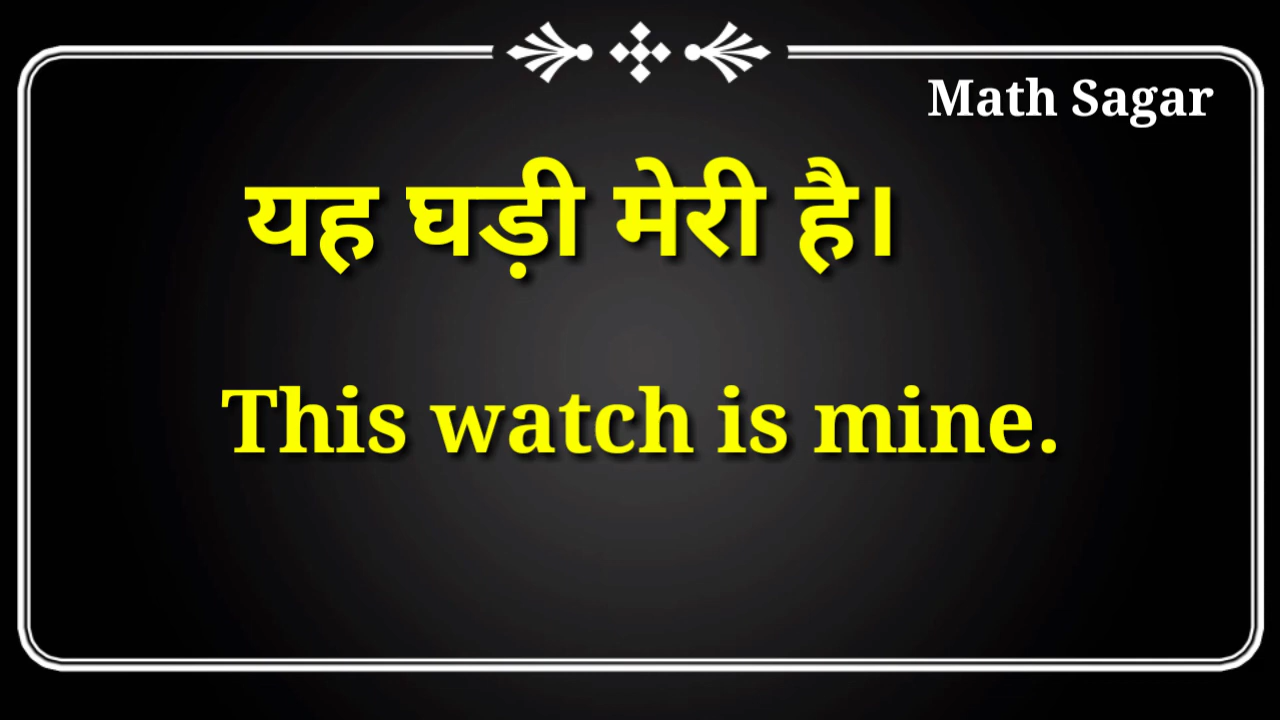 Math Sagar
यह घड़ी मेरी है।
This watch is mine.